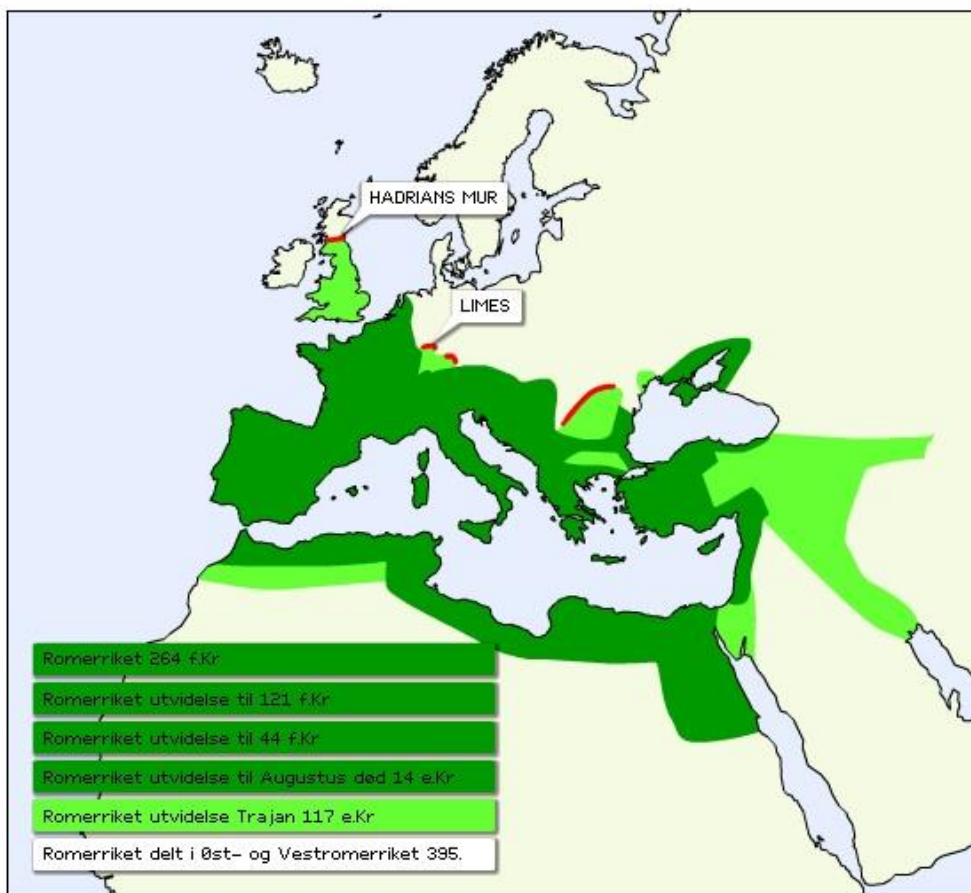 HADRIANS MUR
LIMES
Romerriket 264 f.Kr
Romerriket utvidelse til 121 f.Kr
Romerriket utvidelse til 44 f.Kr
Romerriket utvidelse til Augustus død 14 e.Kr
Romerriket utvidelse Trajan 117 e.Kr
Romerriket delt i Øst- og Vestromerriket 395.